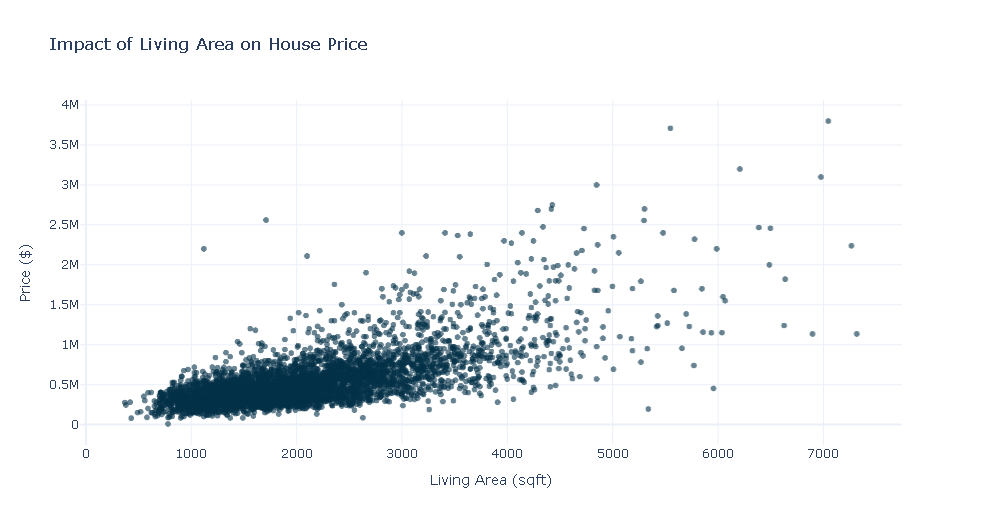 Impact of Living Area on House Price
4M
3.5M
3M
2.5M
2M
1.5M
1M
0.5M
0
Price ($)
0 1000 2000 3000 4000 5000 6000 7000
Living Area (sqft)